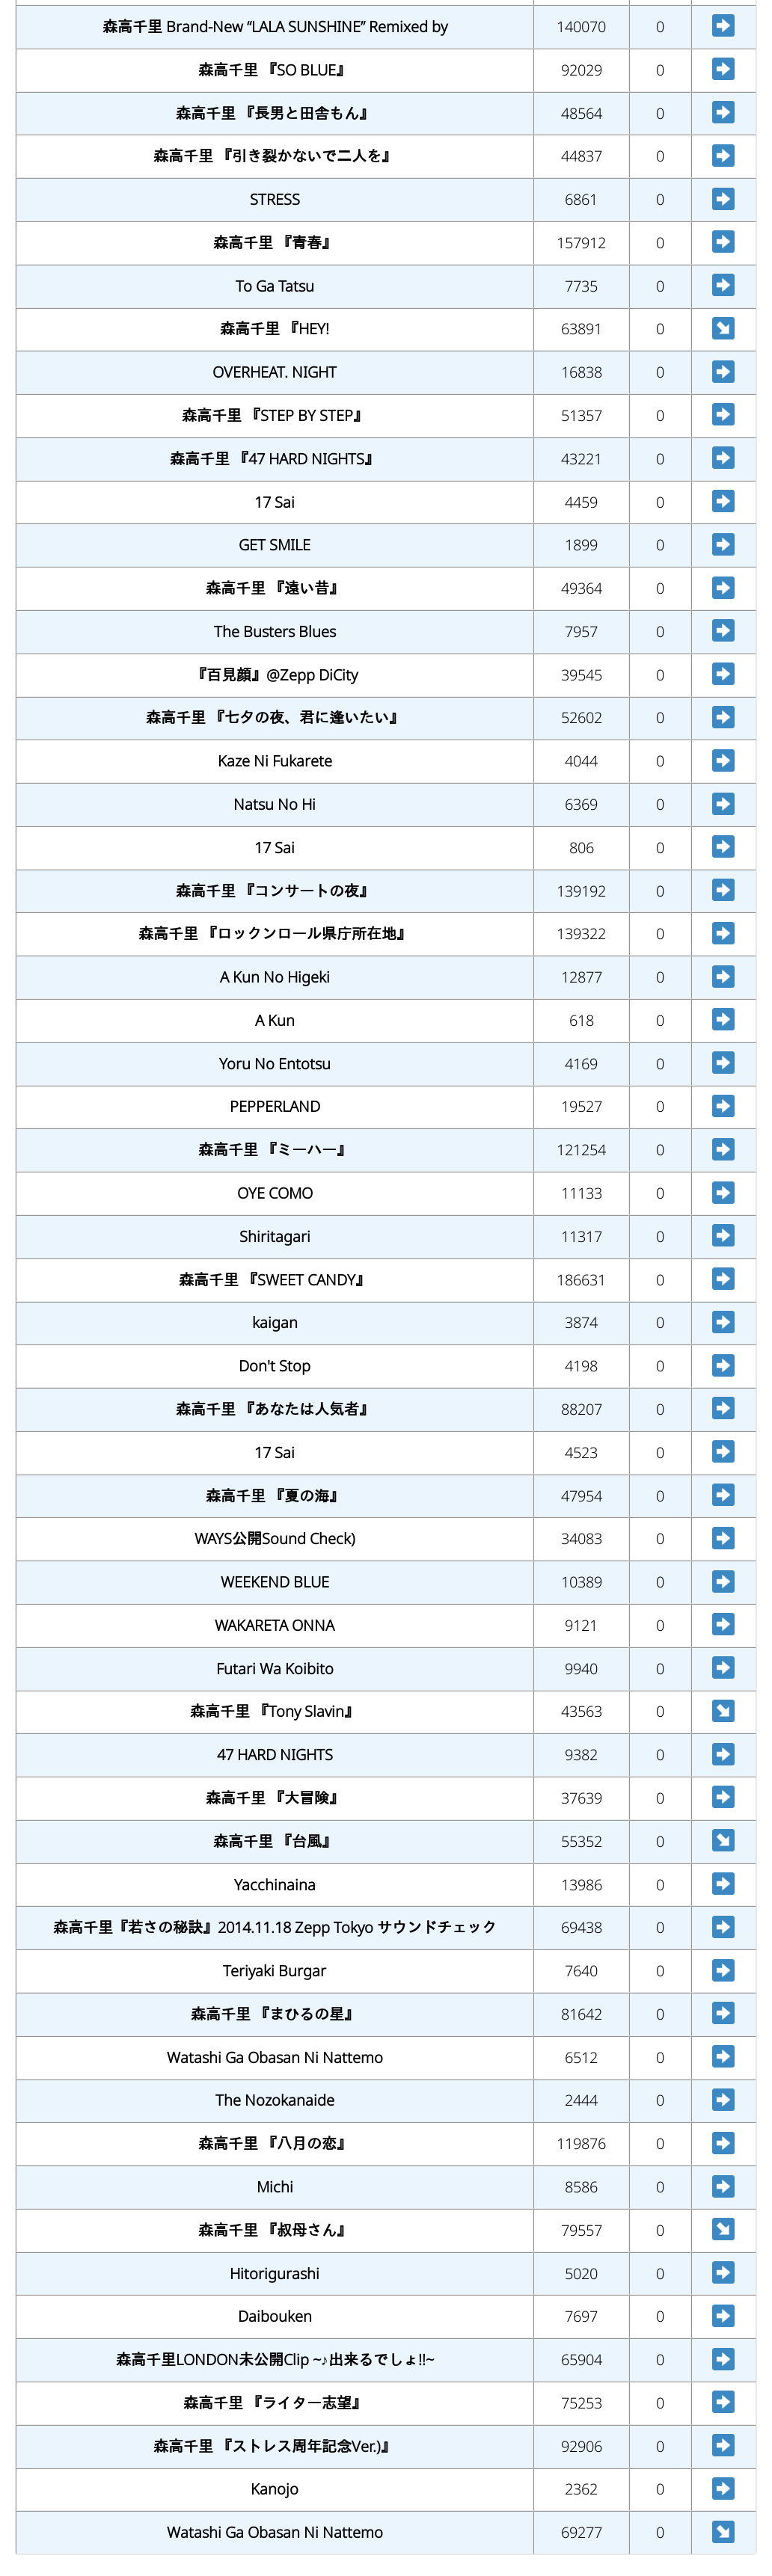 森高千里 Brand-New “LALA SUNSHINE” Remixed by 140070 0 ➡
森高千里 『SO BLUE』 92029 0 ➡
森高千里 『長男と田舎もん』 48564 0 ➡
森高千里 『引き裂かないで二人を』 44837 0 ➡
STRESS 6861 0 ➡
森高千里 『青春』 157912 0 ➡
To Ga Tatsu 7735 0 ➡
森高千里 『HEY! 63891 0 ↘
OVERHEAT. NIGHT 16838 0 ➡
森高千里 『STEP BY STEP』 51357 0 ➡
森高千里 『47 HARD NIGHTS』 43221 0 ➡
17 Sai 4459 0 ➡
GET SMILE 1899 0 ➡
森高千里 『遠い昔』 49364 0 ➡
The Busters Blues 7957 0 ➡
『百見顔』@Zepp DiCity 39545 0 ➡
森高千里 『七夕の夜、君に逢いたい』 52602 0 ➡
Kaze Ni Fukarete 4044 0 ➡
Natsu No Hi 6369 0 ➡
17 Sai 806 0 ➡
森高千里 『コンサートの夜』 139192 0 ➡
森高千里 『ロックンロール県庁所在地』 139322 0 ➡
A Kun No Higeki 12877 0 ➡
A Kun 618 0 ➡
Yoru No Entotsu 4169 0 ➡
PEPPERLAND 19527 0 ➡
森高千里 『ミーハー』 121254 0 ➡
OYE COMO 11133 0 ➡
Shiritagari 11317 0 ➡
森高千里 『SWEET CANDY』 186631 0 ➡
kaigan 3874 0 ➡
Don't Stop 4198 0 ➡
森高千里 『あなたは人気者』 88207 0 ➡
17 Sai 4523 0 ➡
森高千里 『夏の海』 47954 0 ➡
WAYS公開Sound Check) 34083 0 ➡
WEEKEND BLUE 10389 0 ➡
WAKARETA ONNA 9121 0 ➡
Futari Wa Koibito 9940 0 ➡
森高千里 『Tony Slavin』 43563 0 ↘
47 HARD NIGHTS 9382 0 ➡
森高千里 『大冒険』 37639 0 ➡
森高千里 『台風』 55352 0 ↘
Yacchinaina 13986 0 ➡
森高千里『若さの秘訣』2014.11.18 Zepp Tokyo サウンドチェック 69438 0 ➡
Teriyaki Burgar 7640 0 ➡
森高千里 『まひるの星』 81642 0 ➡
Watashi Ga Obasan Ni Nattemo 6512 0 ➡
The Nozokanaide 2444 0 ➡
森高千里 『八月の恋』 119876 0 ➡
Michi 8586 0 ➡
森高千里 『叔母さん』 79557 0 ↘
Hitorigurashi 5020 0 ➡
Daibouken 7697 0 ➡
森高千里LONDON未公開Clip ~♪出来るでしょ!!~ 65904 0 ➡
森高千里 『ライター志望』 75253 0 ➡
森高千里 『ストレス周年記念Ver.)』 92906 0 ➡
Kanojo 2362 0 ➡
Watashi Ga Obasan Ni Nattemo 69277 0 ↘